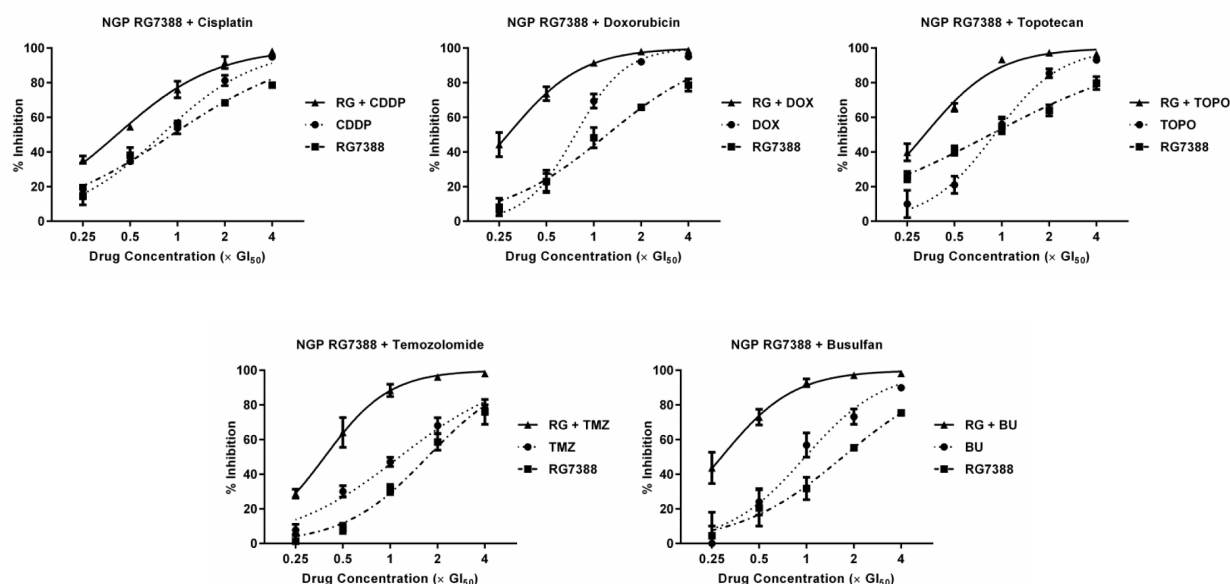 NGP RG7388 + Cisplatin
% Inhibition
100
80
60
40
20
0
0.25 0.5 1 2 4
Drug Concentration (× GI50)
RG + CDDP
CDDP
RG7388
NGP RG7388 + Doxorubicin
% Inhibition
100
80
60
40
20
0
0.25 0.5 1 2 4
Drug Concentration (× GI50)
RG + DOX
DOX
RG7388
NGP RG7388 + Topotecan
% Inhibition
100
80
60
40
20
0
0.25 0.5 1 2 4
Drug Concentration (× GI50)
RG + TOPO
TOPO
RG7388
NGP RG7388 + Temozolomide
% Inhibition
100
80
60
40
20
0
0.25 0.5 1 2 4
Drug Concentration (× GI50)
RG + TMZ
TMZ
RG7388
NGP RG7388 + Busulfan
% Inhibition
100
80
60
40
20
0
0.25 0.5 1 2 4
Drug Concentration (× GI50)
RG + BU
BU
RG7388